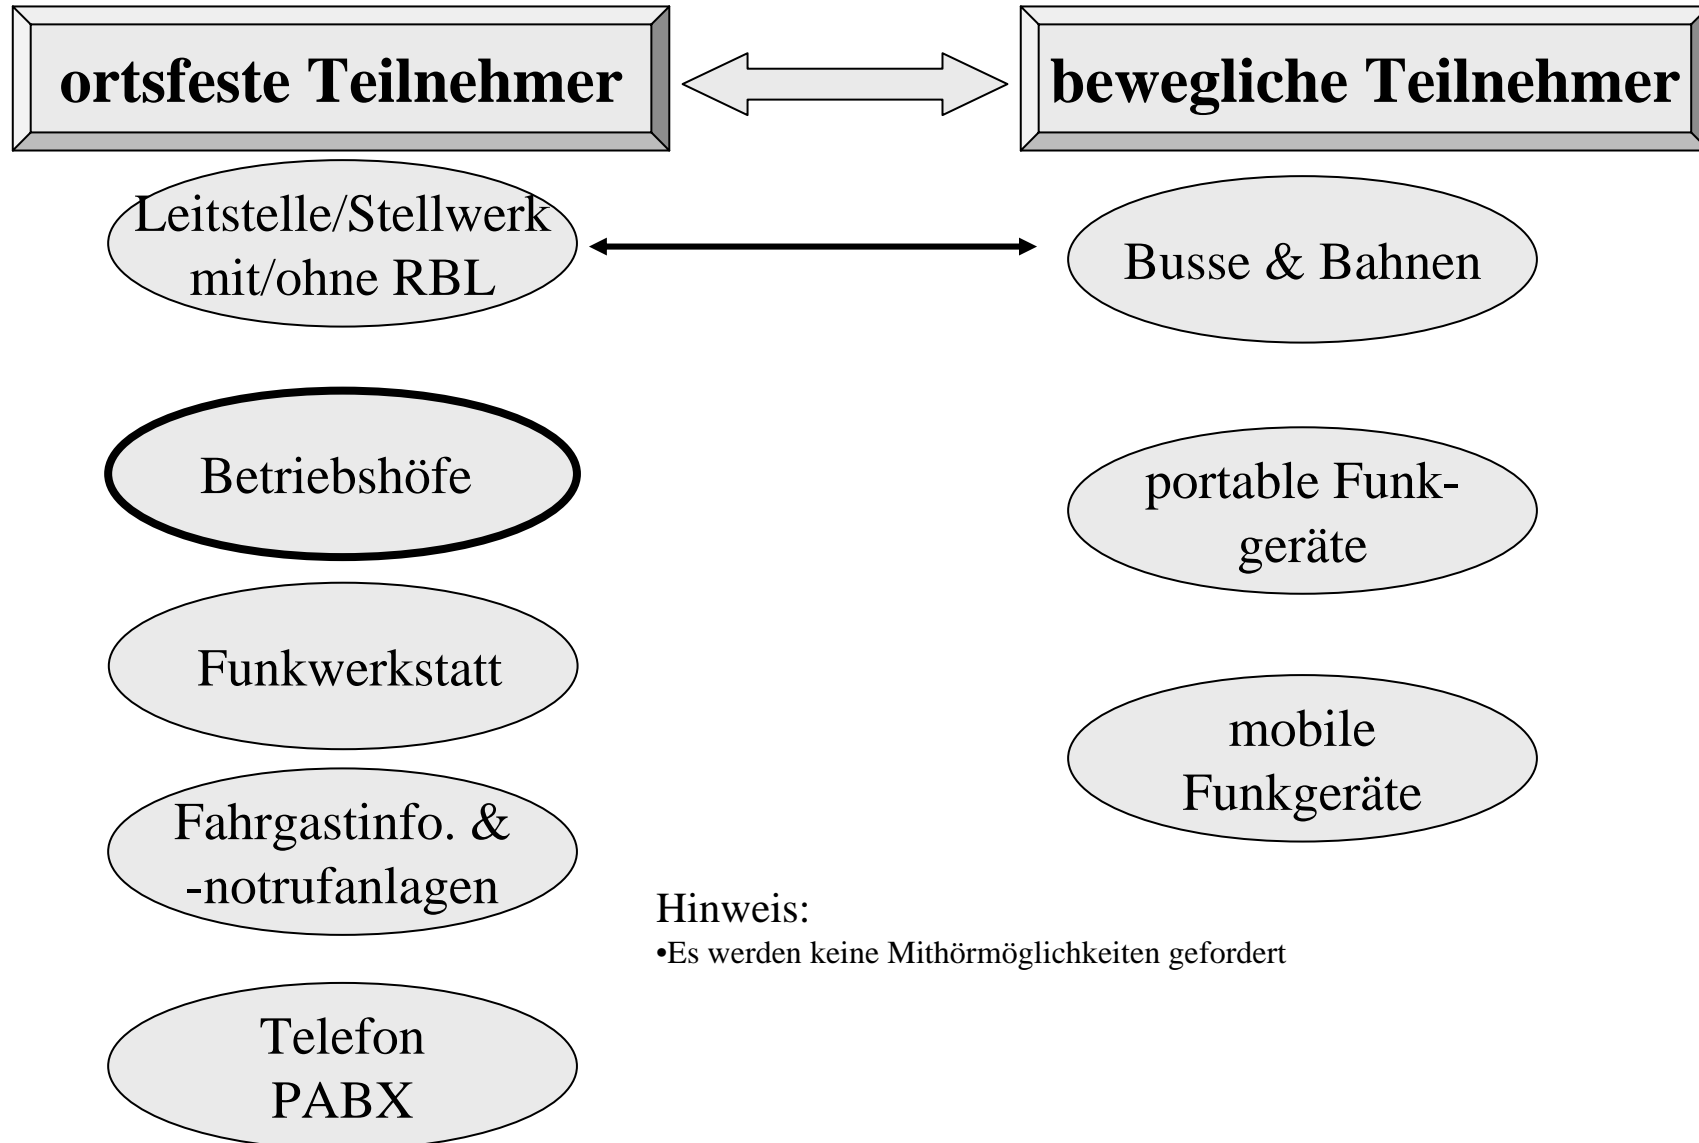 ortsfeste Teilnehmer
bewegliche Teilnehmer
Leitstelle/Stellwerk
mit/ohne RBL
Betriebshöfe
Funkwerkstatt
Fahrgastinfo. &
-notrufanlagen
Telefon
PABX
Busse & Bahnen
portable Funk-
geräte
mobile
Funkgeräte
Hinweis:
•Es werden keine Mithörmöglichkeiten gefordert